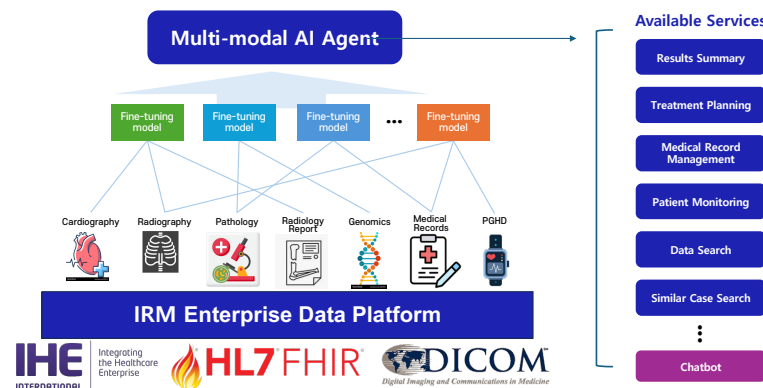 Multi-modal AI Agent
Fine-tuning
model
Fine-tuning
model
Fine-tuning
model
...
Fine-tuning
model
Cardiography
Radiography
Pathology
Radiology
Report
Genomics
Medical
Records
PGHD
IRM Enterprise Data Platform
IHE
INTERNATIONAL
Integrating
the Healthcare
Enterprise
HL7 FHIR®
DICOM
Digital Imaging and Communications in Medicine
Available Services
Results Summary
Treatment Planning
Medical Record
Management
Patient Monitoring
Data Search
Similar Case Search
Chatbot